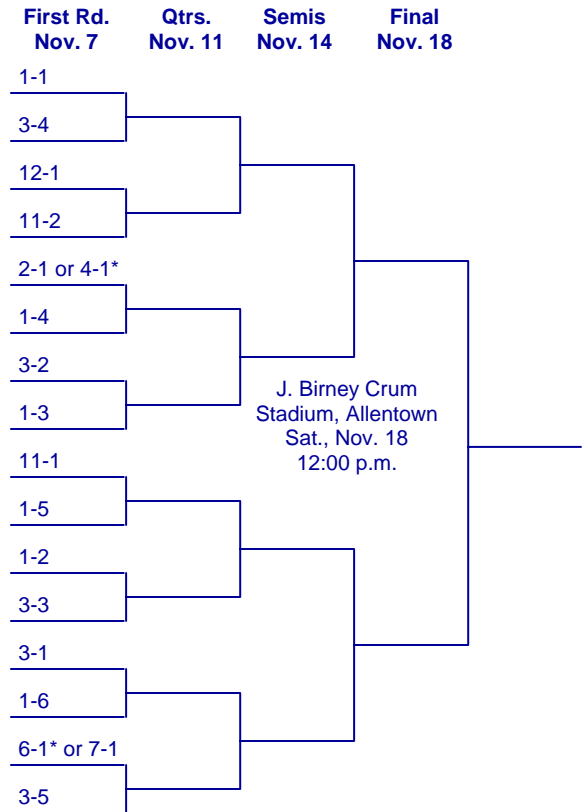 First Rd. Qtrs. Semis Final
Nov. 7 Nov. 11 Nov. 14 Nov. 18
1-1
3-4
12-1
11-2
2-1 or 4-1*
1-4
3-2
1-3
J. Birney Crum
Stadium, Allentown
Sat., Nov. 18
12:00 p.m.
11-1
1-5
1-2
3-3
3-1
1-6
6-1* or 7-1
3-5